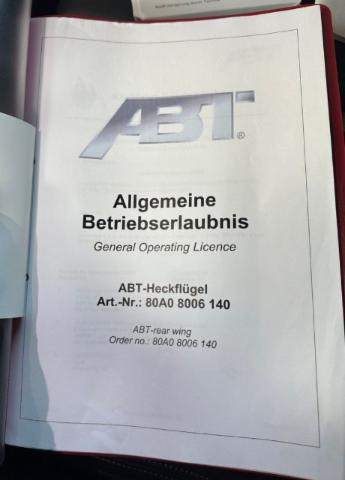 ABT®
Allgemeine
Betriebserlaubnis
General Operating Licence
ABT-Heckflügel
Art.-Nr.: 80A0 8006 140
ABT-rear wing
Order no.: 80A0 8006 140